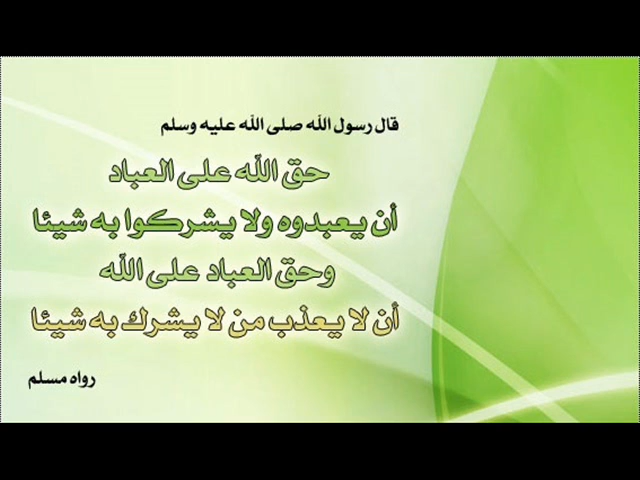 قال رسول الله صلى الله عليه وسلم
حق الله على العباد
أن يعبدوه ولا يشركوا به شيئا
وحق العباد على الله
أن لا يعذب من لا يشرك به شيئا
رواه مسلم